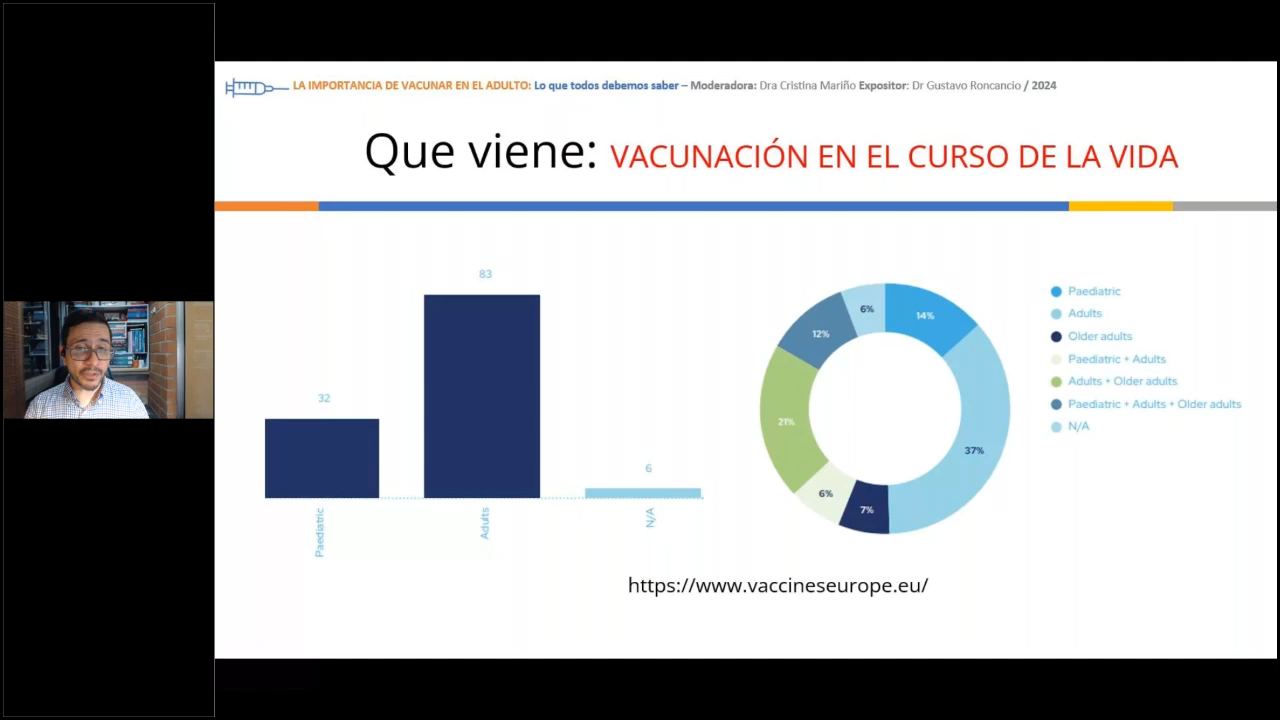 LA IMPORTANCIA DE VACUNAR EN EL ADULTO: Lo que todos debemos saber – Moderadora: Dra Cristina Mariño Expositor: Dr Gustavo Roncancio / 2024
Que viene: VACUNACIÓN EN EL CURSO DE LA VIDA
83
32
6
Paediatric
Adults
N/A
14%
37%
7%
6%
21%
12%
6%
Paediatric
Adults
Older adults
Paediatric + Adults
Adults + Older adults
Paediatric + Adults + Older adults
N/A
https://www.vaccineseurope.eu/